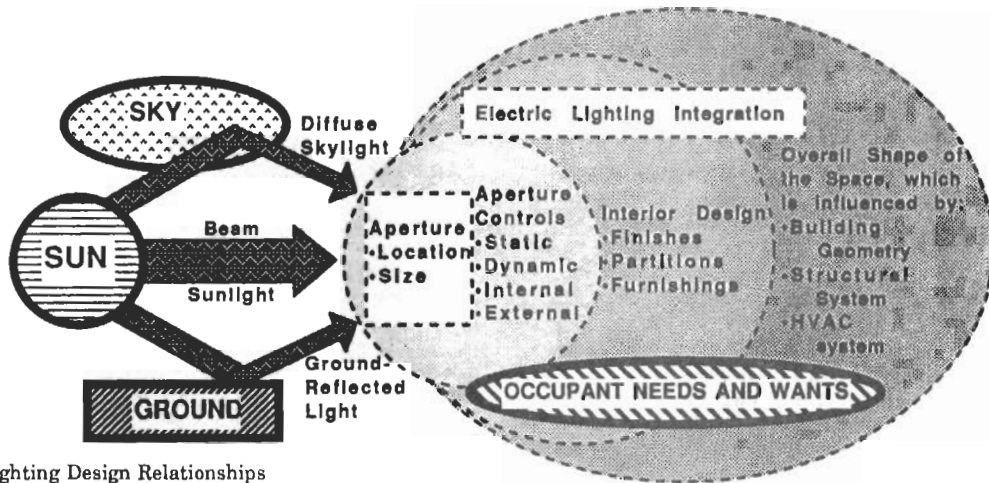 SKY
Diffuse
Skylight
SUN
Beam
Sunlight
GROUND
Ground-
Reflected
Light
Electric Lighting Integration
Aperture
•Location
•Size
Aperture
Controls
•Static
•Dynamic
•Internal
•External
Interior Design:
•Finishes
•Partitions
•Furnishings
Overall Shape of
the Space, which
is influenced by:
•Building
Geometry
•Structural
System
•HVAC
system
OCCUPANT NEEDS AND WANTS
ghting Design Relationships